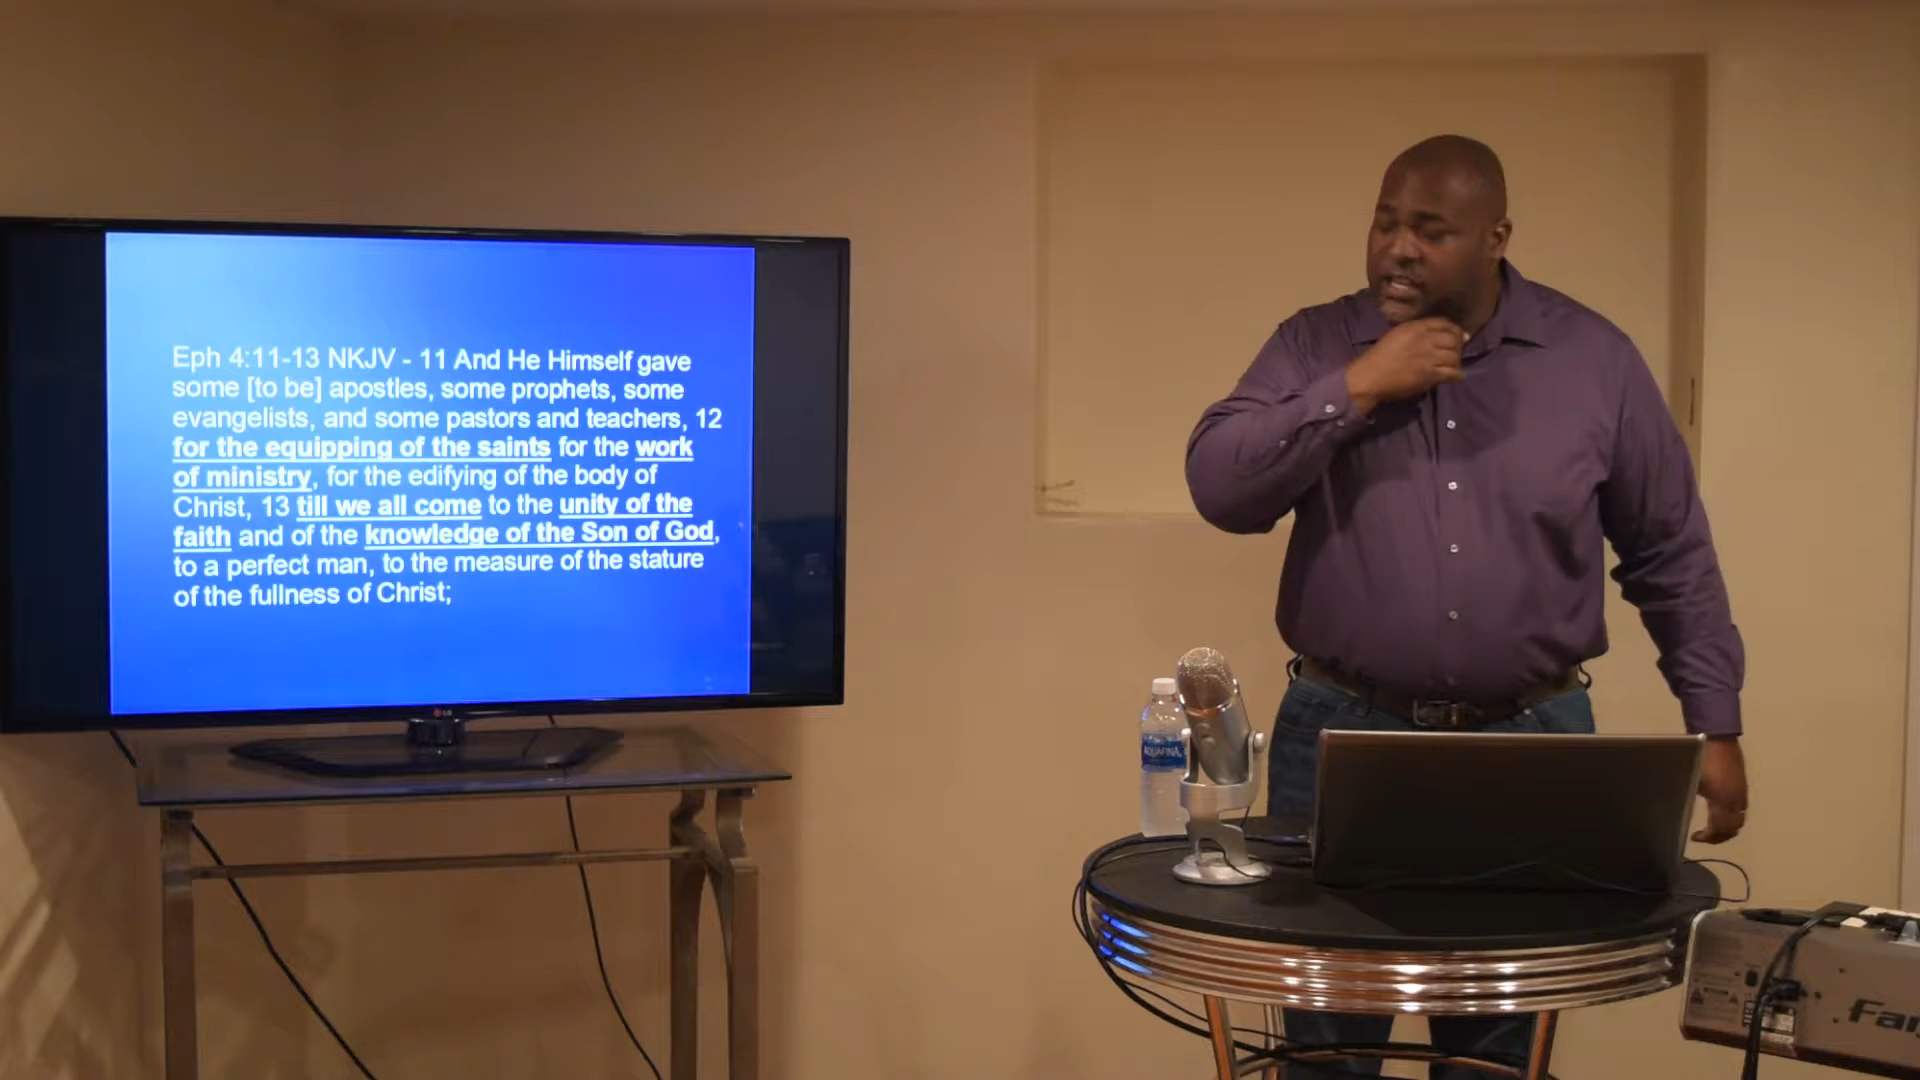 Eph 4:11-13 NKJV - 11 And He Himself gave
some [to be] apostles, some prophets, some
evangelists, and some pastors and teachers, 12
for the equipping of the saints for the work
of ministry, for the edifying of the body of
Christ, 13 till we all come to the unity of the
faith and of the knowledge of the Son of God,
to a perfect man, to the measure of the stature
of the fullness of Christ;
LG
AQUAFINA